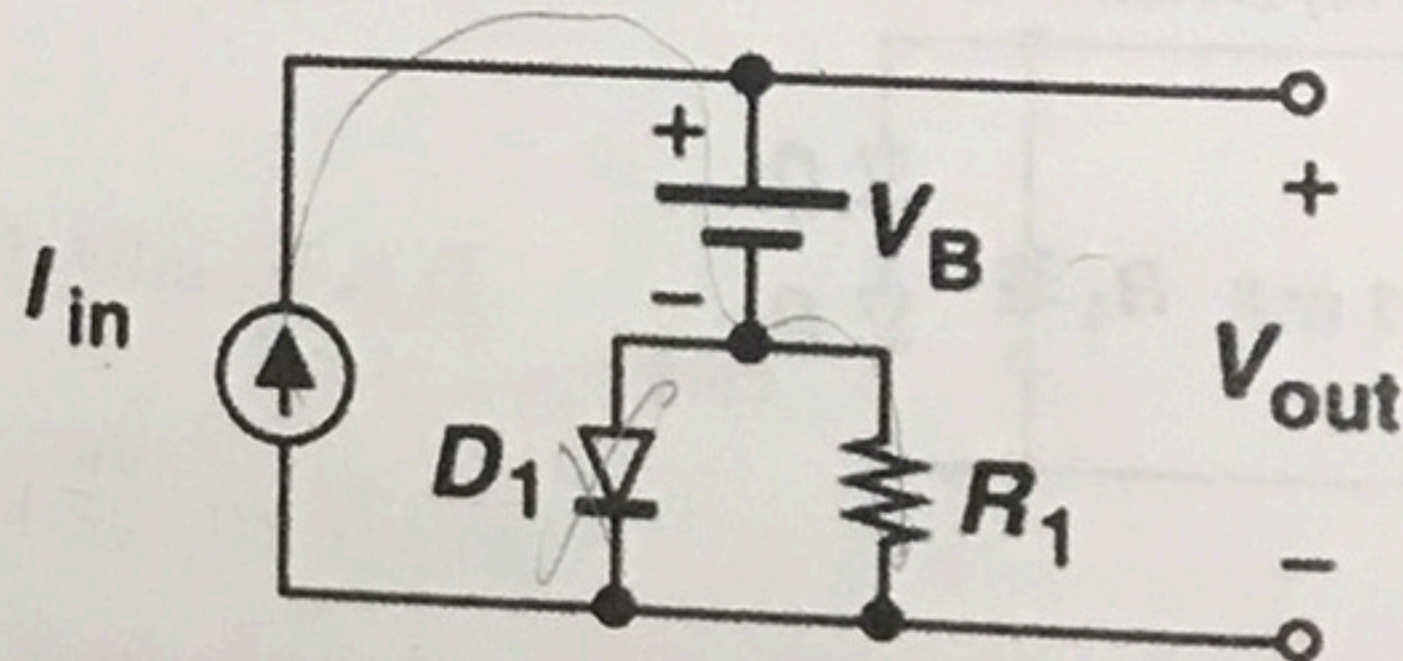 +
V_B
−
I_in
+
V_out
−
D_1
R_1